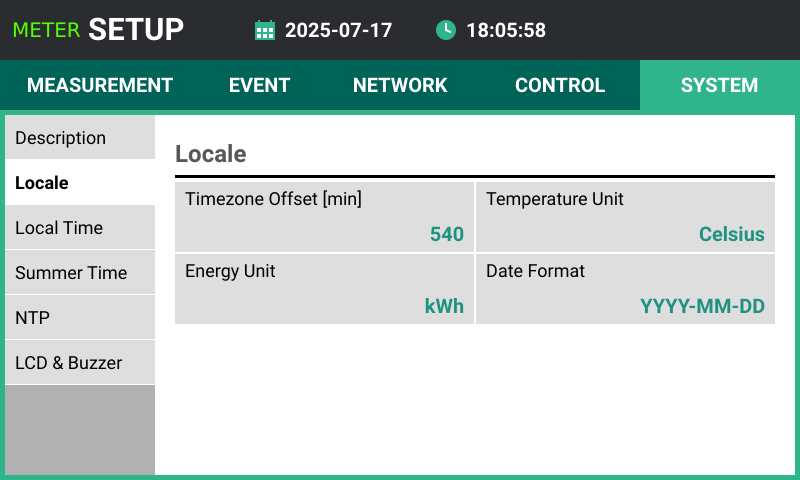 METER SETUP 2025-07-17 18:05:58
MEASUREMENT EVENT NETWORK CONTROL SYSTEM
Description
Locale
Local Time
Summer Time
NTP
LCD & Buzzer
Locale
Timezone Offset [min]
540
Temperature Unit
Celsius
Energy Unit
kWh
Date Format
YYYY-MM-DD